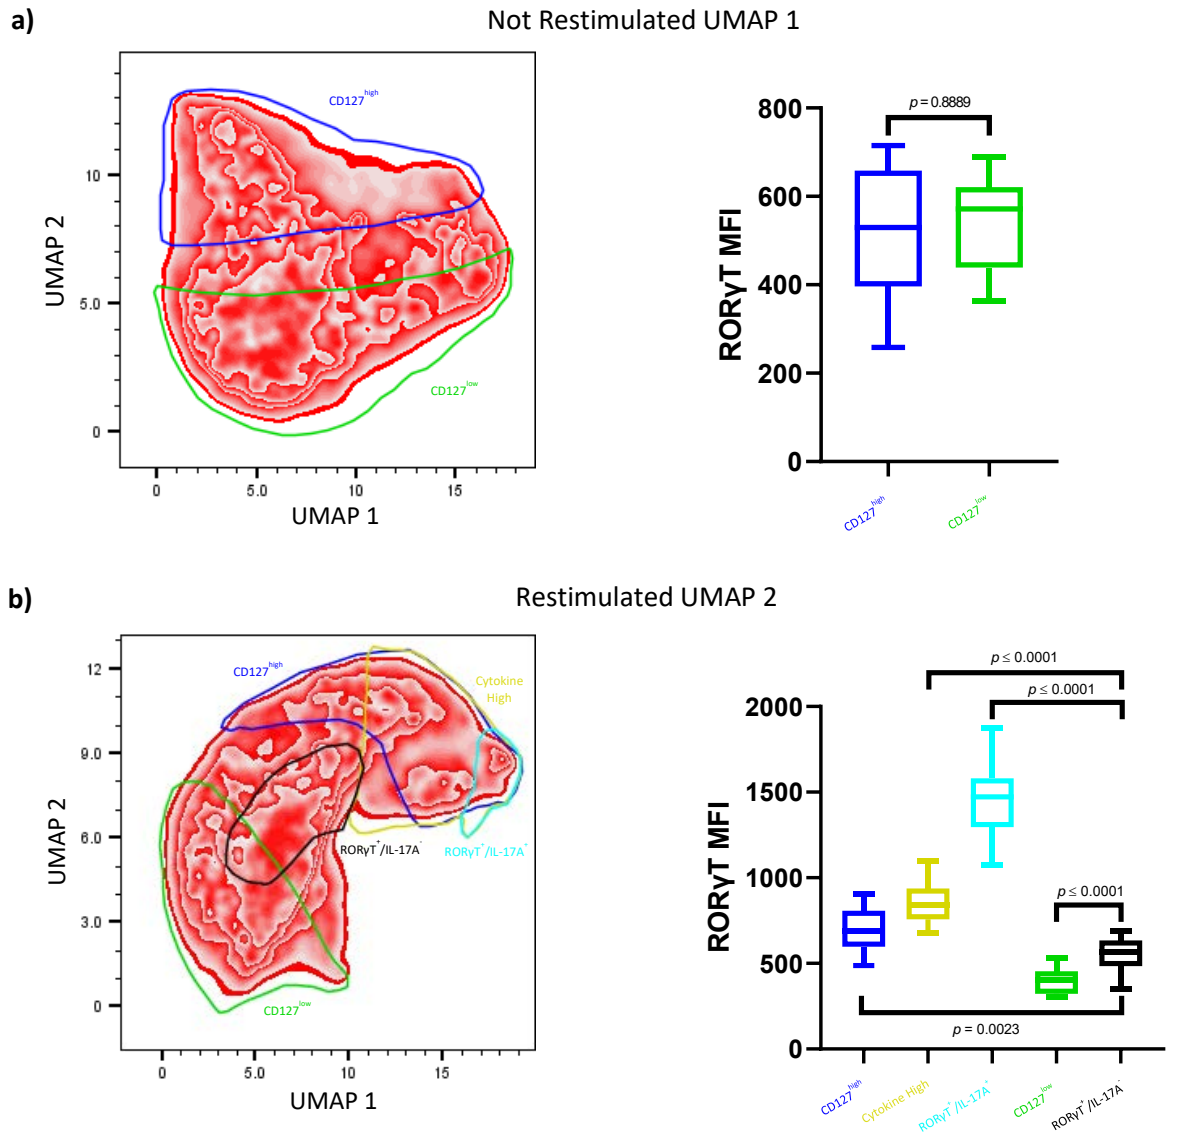 a)
Not Restimulated UMAP 1
CD127high
CD127low
UMAP 2
10
5.0
0
0
5.0
10
15
UMAP 1
p = 0.8889
RORγT MFI
800
600
400
200
0
CD127high
CD127low
b)
Restimulated UMAP 2
CD127high
Cytokine
High
RORγT+/IL-17A-
RORγT+/IL-17A+
CD127low
UMAP 2
12
9.0
6.0
3.0
0
0
5.0
10
15
UMAP 1
p ≤ 0.0001
p ≤ 0.0001
p ≤ 0.0001
p = 0.0023
RORγT MFI
2000
1500
1000
500
0
CD127high
Cytokine High
RORγT+/IL-17A+
CD127low
RORγT+/IL-17A-